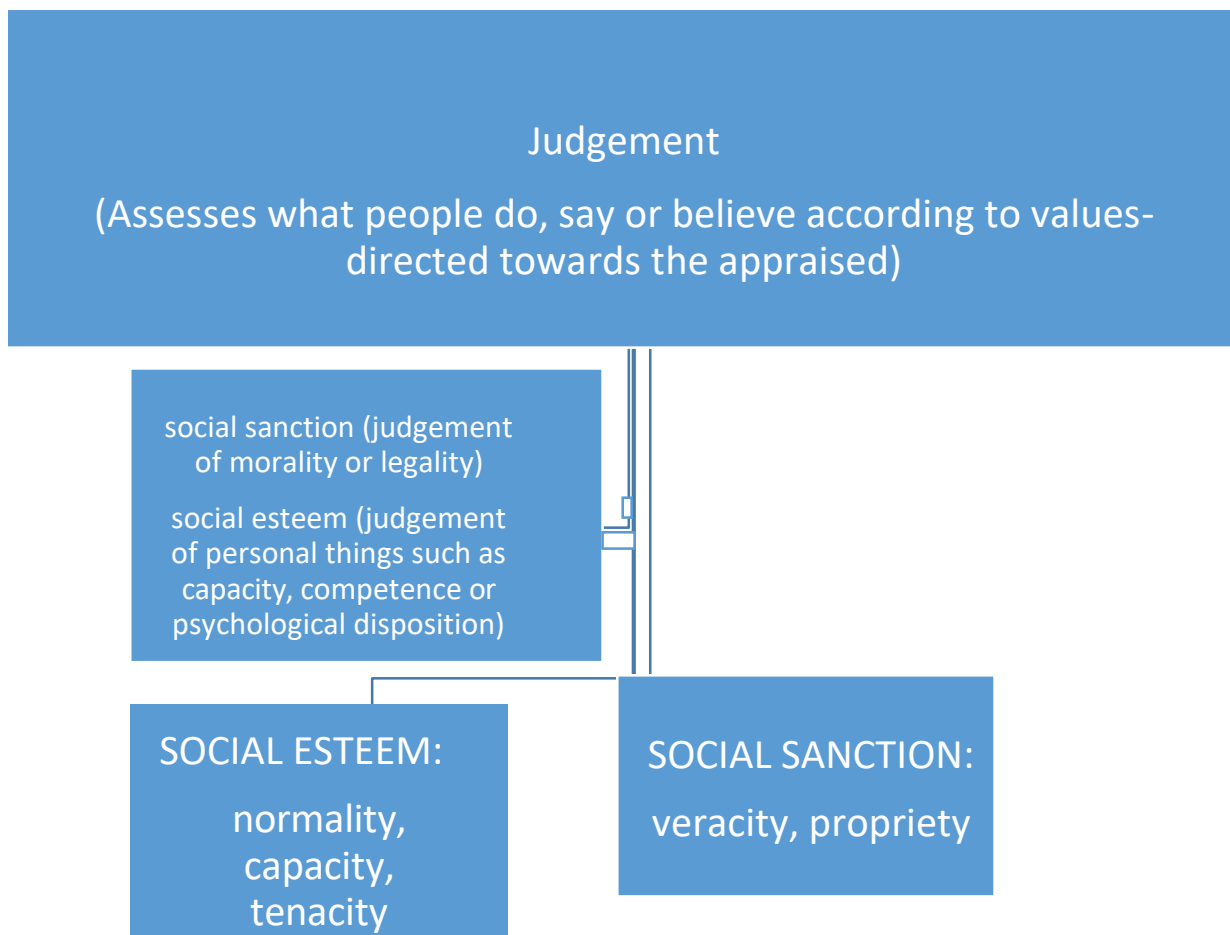 Judgement
(Assesses what people do, say or believe according to values-
directed towards the appraised)
social sanction (judgement
of morality or legality)
social esteem (judgement
of personal things such as
capacity, competence or
psychological disposition)
SOCIAL ESTEEM:
normality,
capacity,
tenacity
SOCIAL SANCTION:
veracity, propriety